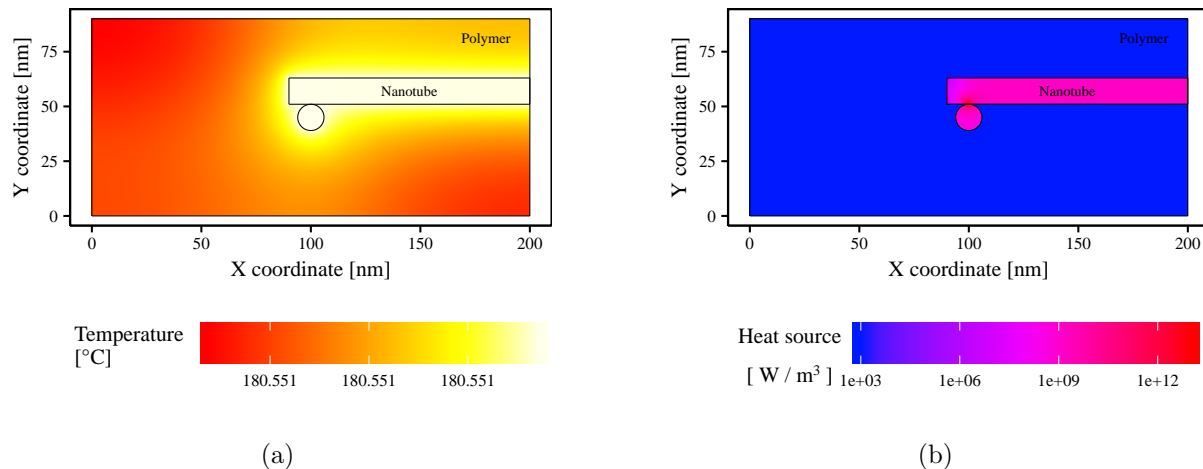 Y coordinate [nm]
75
50
25
0
Polymer
Nanotube
0 50 100 150 200
X coordinate [nm]
Temperature
[°C]
180.551 180.551 180.551
(a)
Y coordinate [nm]
75
50
25
0
Polymer
Nanotube
0 50 100 150 200
X coordinate [nm]
Heat source
[ W / m³ ]
1e+03 1e+06 1e+09 1e+12
(b)